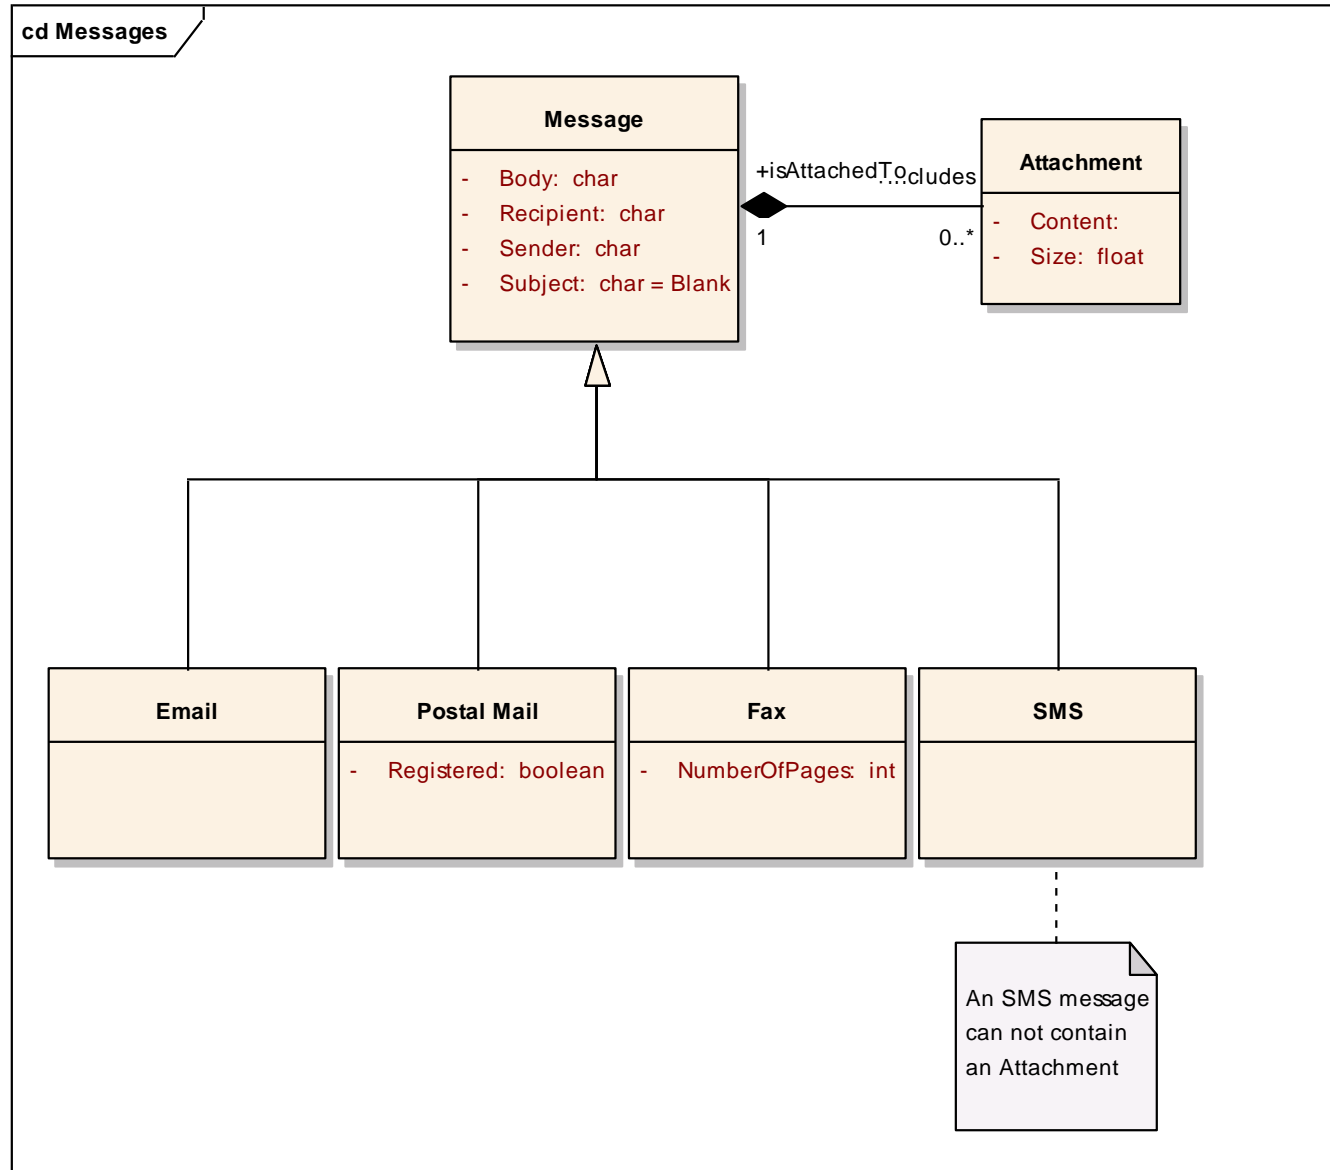 cd Messages
Message
- Body: char
- Recipient: char
- Sender: char
- Subject: char = Blank
+isAttachedTo
...cludes
1
0..*
Attachment
- Content:
- Size: float
Email
Postal Mail
- Registered: boolean
Fax
- NumberOfPages: int
SMS
An SMS message
can not contain
an Attachment